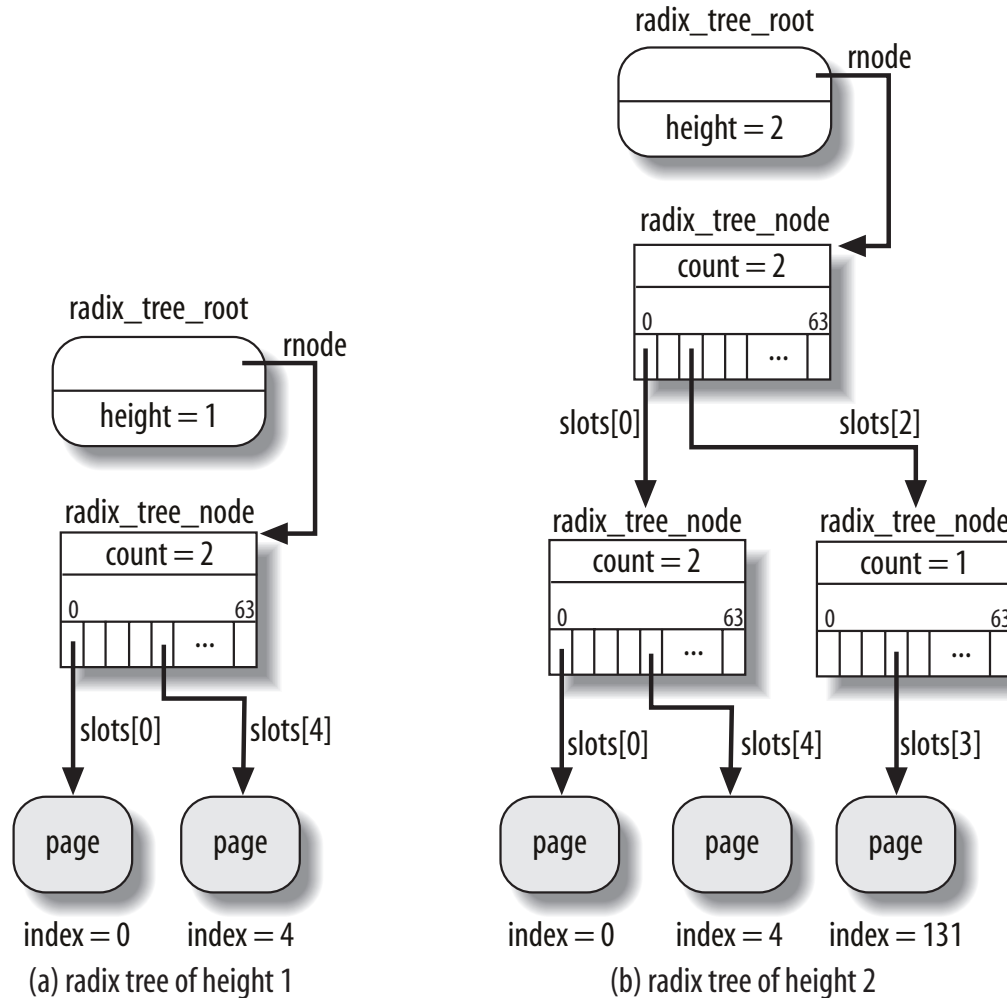 radix_tree_root
rnode
height = 1
radix_tree_node
count = 2
0 63
...
slots[0] slots[4]
page page
index = 0 index = 4
(a) radix tree of height 1
radix_tree_root
rnode
height = 2
radix_tree_node
count = 2
0 63
...
slots[0] slots[2]
radix_tree_node radix_tree_node
count = 2 count = 1
0 63 0 63
... ...
slots[0] slots[4] slots[3]
page page page
index = 0 index = 4 index = 131
(b) radix tree of height 2